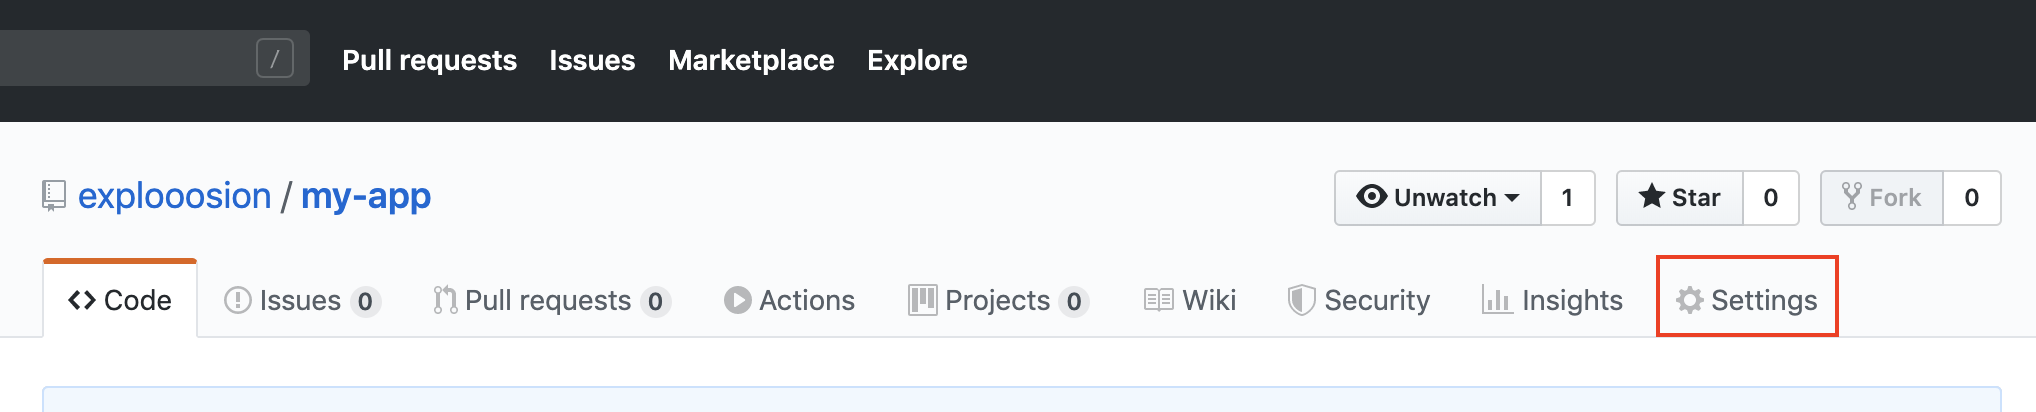 / Pull requests Issues Marketplace Explore
explooosion / my-app Unwatch 1 Star 0 Fork 0
Code Issues 0 Pull requests 0 Actions Projects 0 Wiki Security Insights Settings